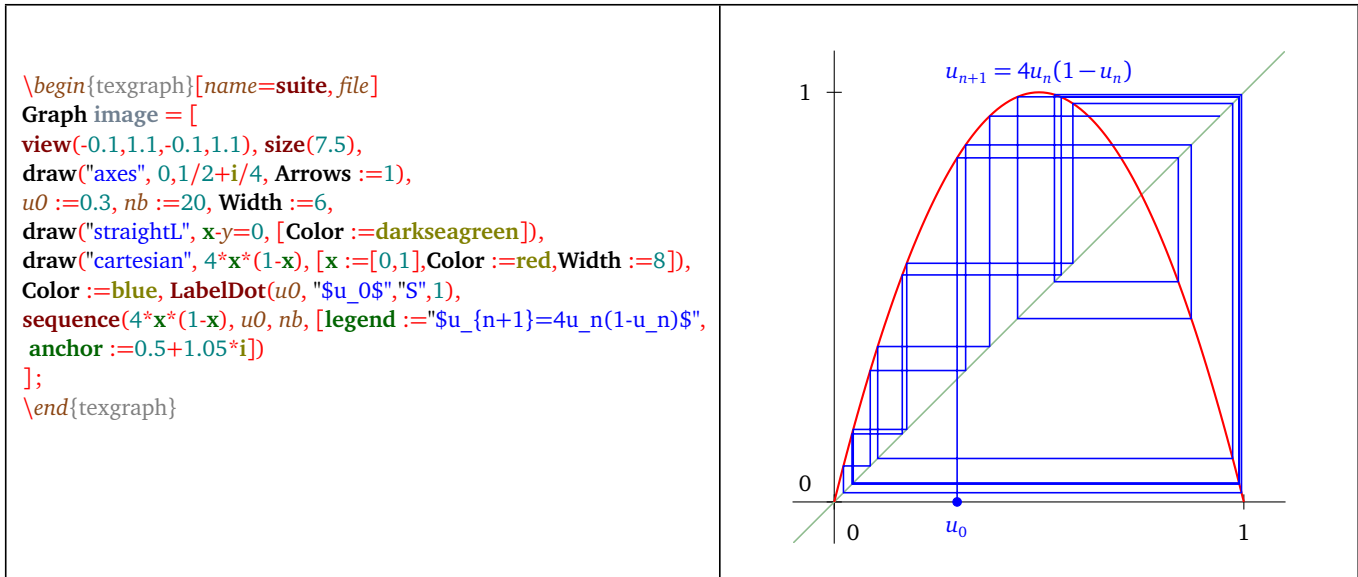 \begin{texgraph}[name=suite, file]
Graph image = [
view(-0.1,1.1,-0.1,1.1), size(7.5),
draw("axes", 0,1/2+i/4, Arrows :=1),
u0 :=0.3, nb :=20, Width :=6,
draw("straightL", x-y=0, [Color :=darkseagreen]),
draw("cartesian", 4*x*(1-x), [x :=[0,1],Color :=red,Width :=8]),
Color :=blue, LabelDot(u0, "$u_0$","S",1),
sequence(4*x*(1-x), u0, nb, [legend :="$u_{n+1}=4u_n(1-u_n)$",
anchor :=0.5+1.05*i])
];
\end{texgraph}
u_{n+1} = 4u_n(1−u_n)
1
0
0
u_0
1